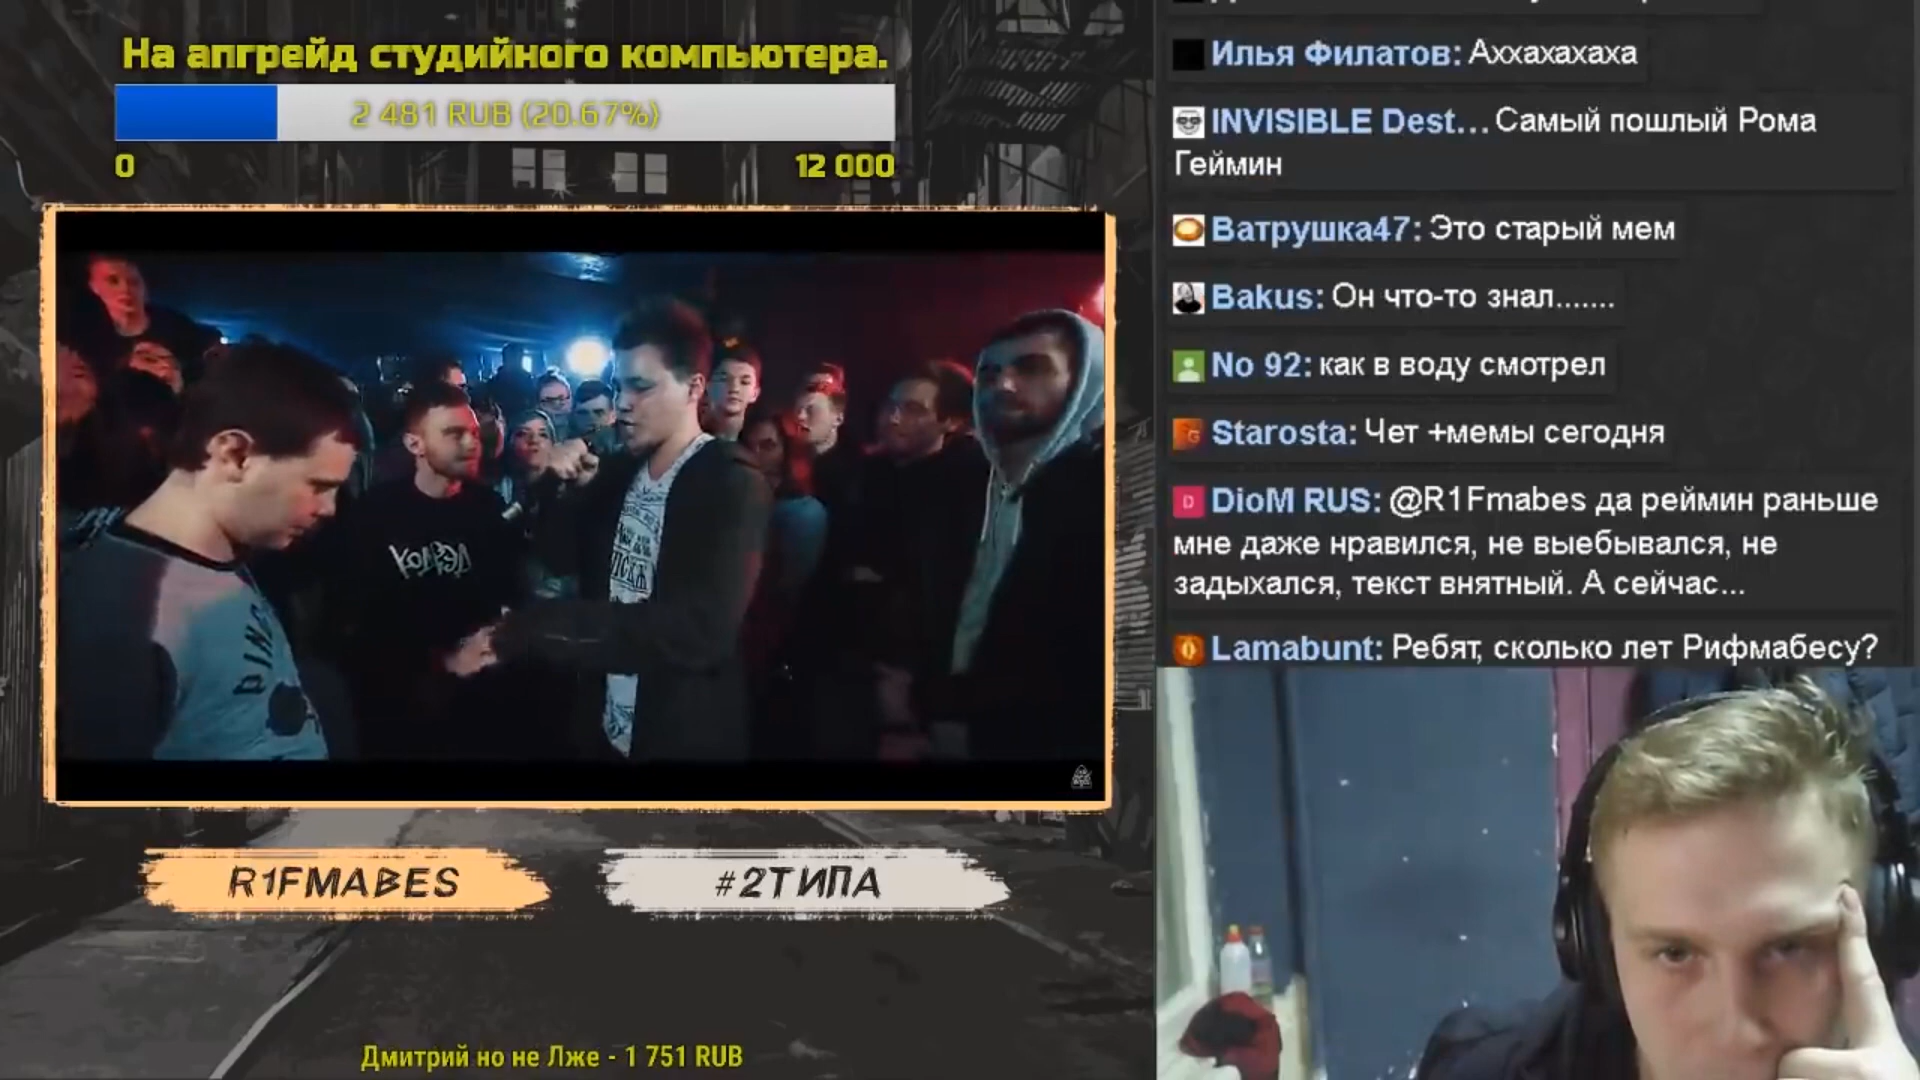 На апгрейд студийного компьютера.
2 481 RUB (20.67%)
0
12 000
R1FMABES
#2ТИПА
Дмитрий но не Лже - 1 751 RUB
Илья Филатов: Аххахахаха
INVISIBLE Dest... Самый пошлый Рома
Геймин
Ватрушка47: Это старый мем
Bakus: Он что-то знал.......
No 92: как в воду смотрел
Starosta: Чет +мемы сегодня
DioM RUS: @R1Fmabes да реймин раньше
мне даже нравился, не выебывался, не
задыхался, текст внятный. А сейчас...
Lamabunt: Ребят, сколько лет Рифмабесу?